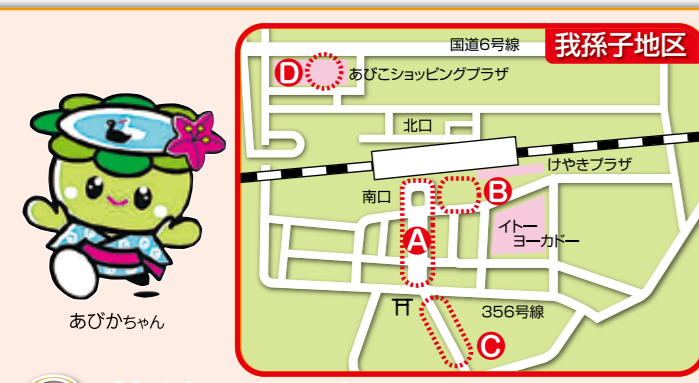 我孫子地区
国道6号線
D
あびこショッピングプラザ
北口
けやきプラザ
南口
B
イトー
ヨーカドー
A
356号線
C
あびかちゃん